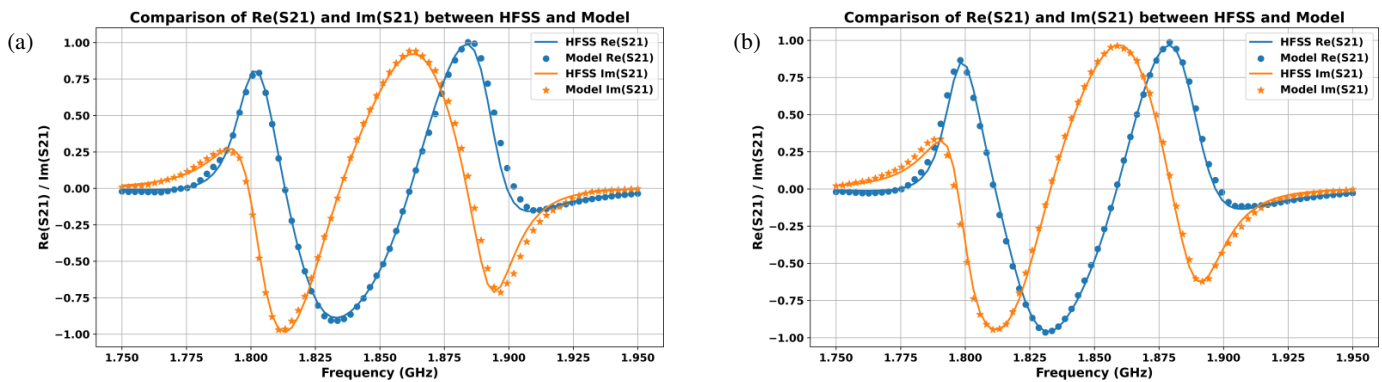 (a)
Comparison of Re(S21) and Im(S21) between HFSS and Model
Re(S21) / Im(S21)
1.00
0.75
0.50
0.25
0.00
−0.25
−0.50
−0.75
−1.00
HFSS Re(S21)
Model Re(S21)
HFSS Im(S21)
Model Im(S21)
1.750 1.775 1.800 1.825 1.850 1.875 1.900 1.925 1.950
Frequency (GHz)
(b)
Comparison of Re(S21) and Im(S21) between HFSS and Model
Re(S21) / Im(S21)
1.00
0.75
0.50
0.25
0.00
−0.25
−0.50
−0.75
−1.00
HFSS Re(S21)
Model Re(S21)
HFSS Im(S21)
Model Im(S21)
1.750 1.775 1.800 1.825 1.850 1.875 1.900 1.925 1.950
Frequency (GHz)